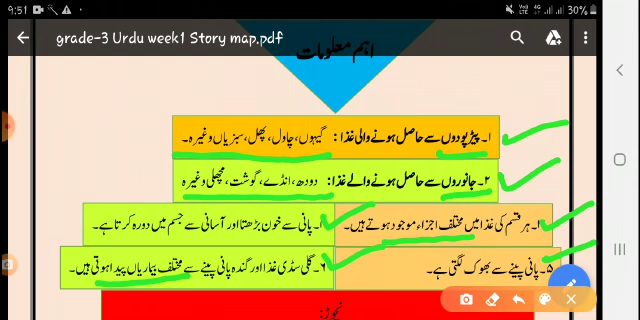 9:51
30%
grade-3 Urdu week1 Story map.pdf
اہم معلومات
۱۔ پیڑ پودوں سے حاصل ہونے والی غذا: گیہوں، چاول، پھل، سبزیاں وغیرہ۔
۲۔ جانوروں سے حاصل ہونے والے غذا: دودھ، انڈے، گوشت، مچھلی وغیرہ
ہر قسم کی غذا میں مختلف اجزاء موجود ہوتے ہیں۔
پانی سے خون بڑھتا اور آسانی سے جسم میں دورہ کرتا ہے۔
۵۔ پانی پینے سے بھوک لگتی ہے۔
۶۔ گلی سڈی غذا اور گندہ پانی پینے سے مختلف بیماریاں پیدا ہوتی ہیں۔
نچوڑ: